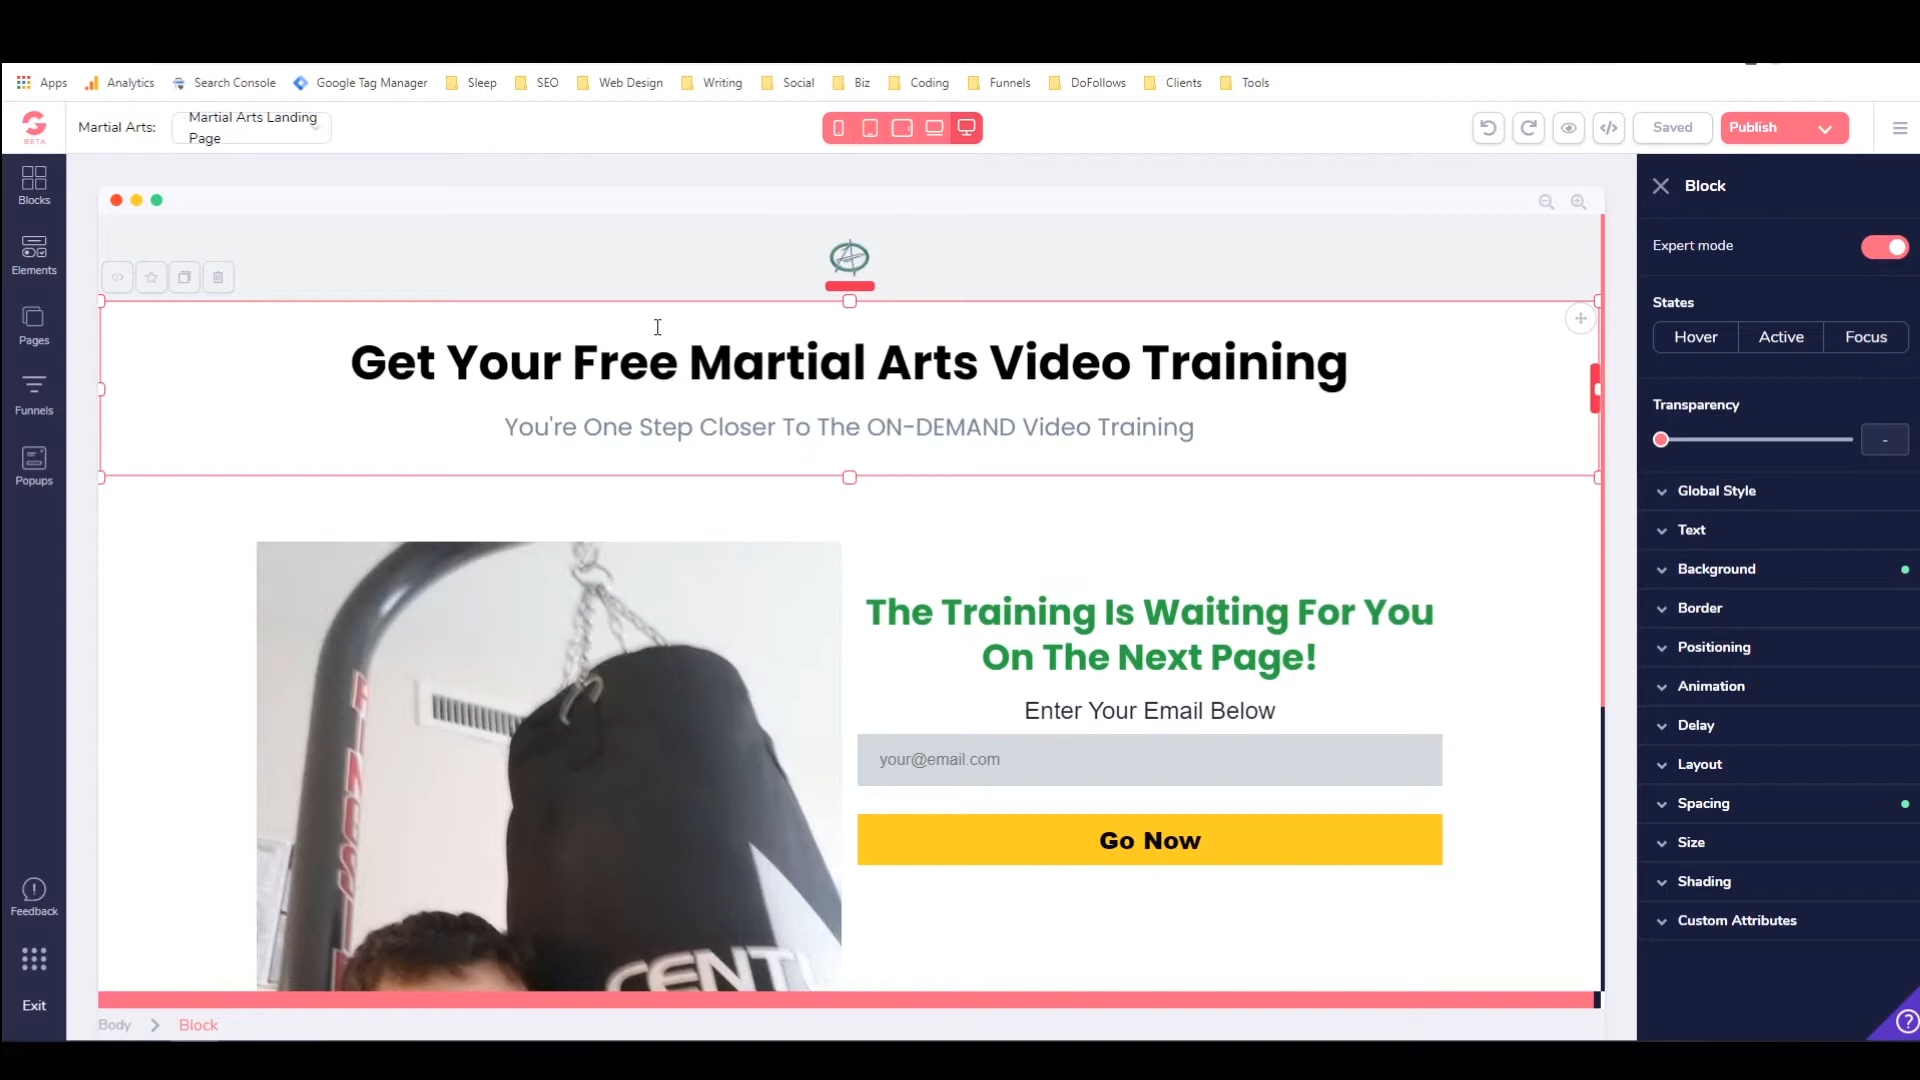 Apps
Analytics
Search Console
Google Tag Manager
Sleep
SEO
Web Design
Writing
Social
Biz
Coding
Funnels
DoFollows
Clients
Tools
BETA
Martial Arts:
Martial Arts Landing
Page
Saved
Publish
Blocks
Elements
Pages
Funnels
Popups
Feedback
Exit
Get Your Free Martial Arts Video Training
You're One Step Closer To The ON-DEMAND Video Training
The Training Is Waiting For You
On The Next Page!
Enter Your Email Below
your@email.com
Go Now
CENT
Body
Block
Block
Expert mode
States
Hover
Active
Focus
Transparency
-
Global Style
Text
Background
Border
Positioning
Animation
Delay
Layout
Spacing
Size
Shading
Custom Attributes
?